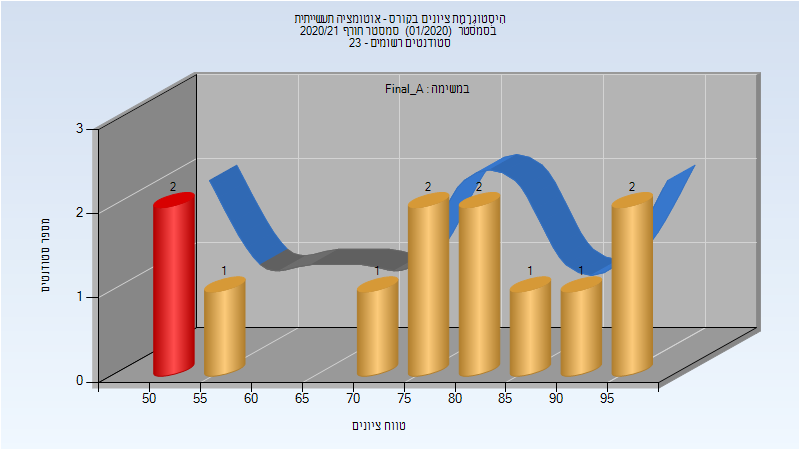 היסטוגרמת ציונים בקורס - אוטומציה תעשייתית
בסמסטר (01/2020) סמסטר חורף 2020/21
סטודנטים רשומים - 23
במשימה : Final_A
מספר סטודנטים
3
2
1
0
2
1
1
2
2
1
1
2
50 55 60 65 70 75 80 85 90 95
טווח ציונים